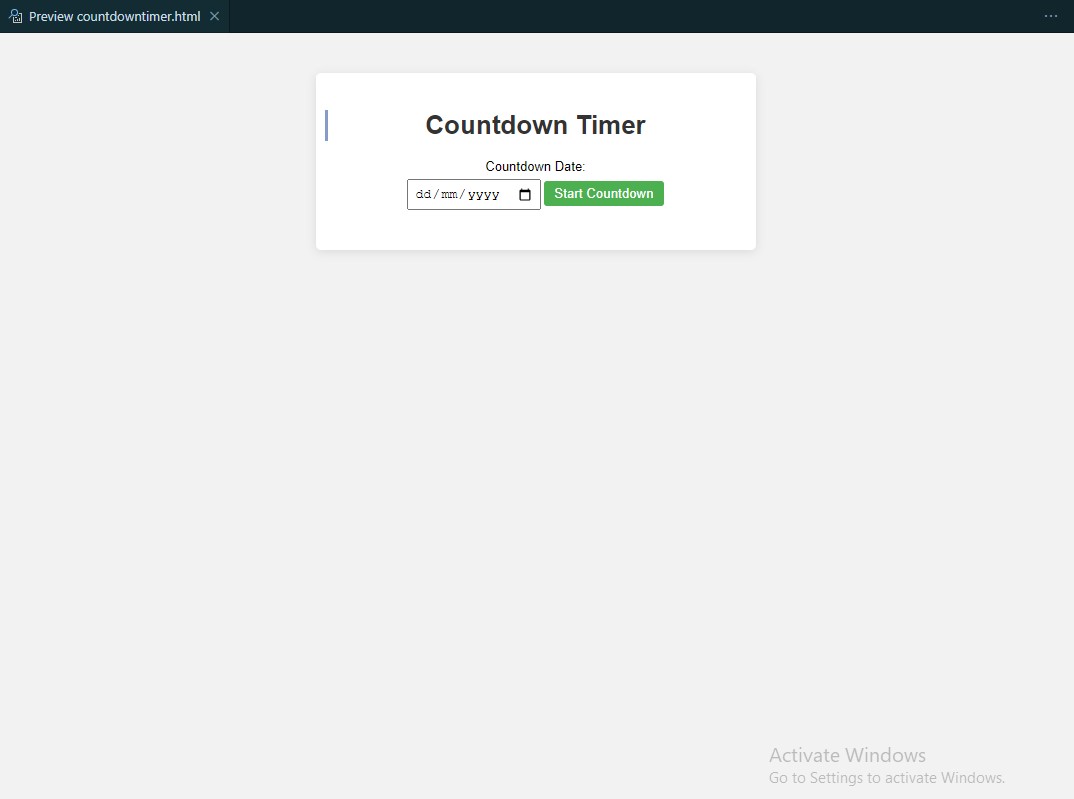 Preview countdowntimer.html
Countdown Timer
Countdown Date:
dd/mm/yyyy Start Countdown
Activate Windows
Go to Settings to activate Windows.